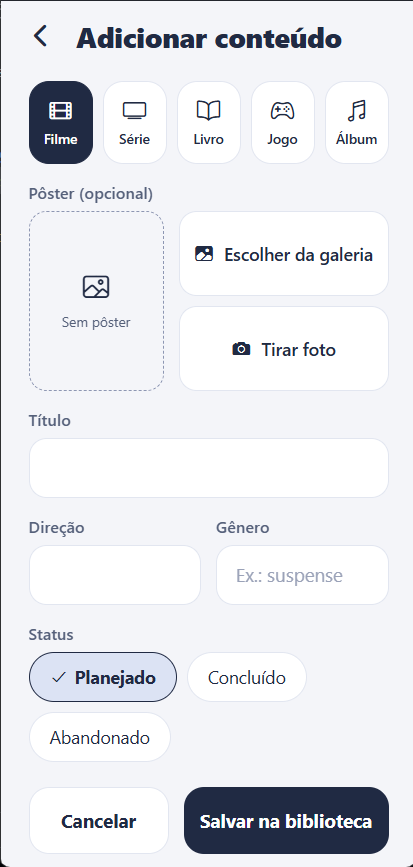 Adicionar conteúdo
Filme
Série
Livro
Jogo
Álbum
Pôster (opcional)
Sem pôster
Escolher da galeria
Tirar foto
Título
Direção
Gênero
Ex.: suspense
Status
Planejado
Concluído
Abandonado
Cancelar
Salvar na biblioteca